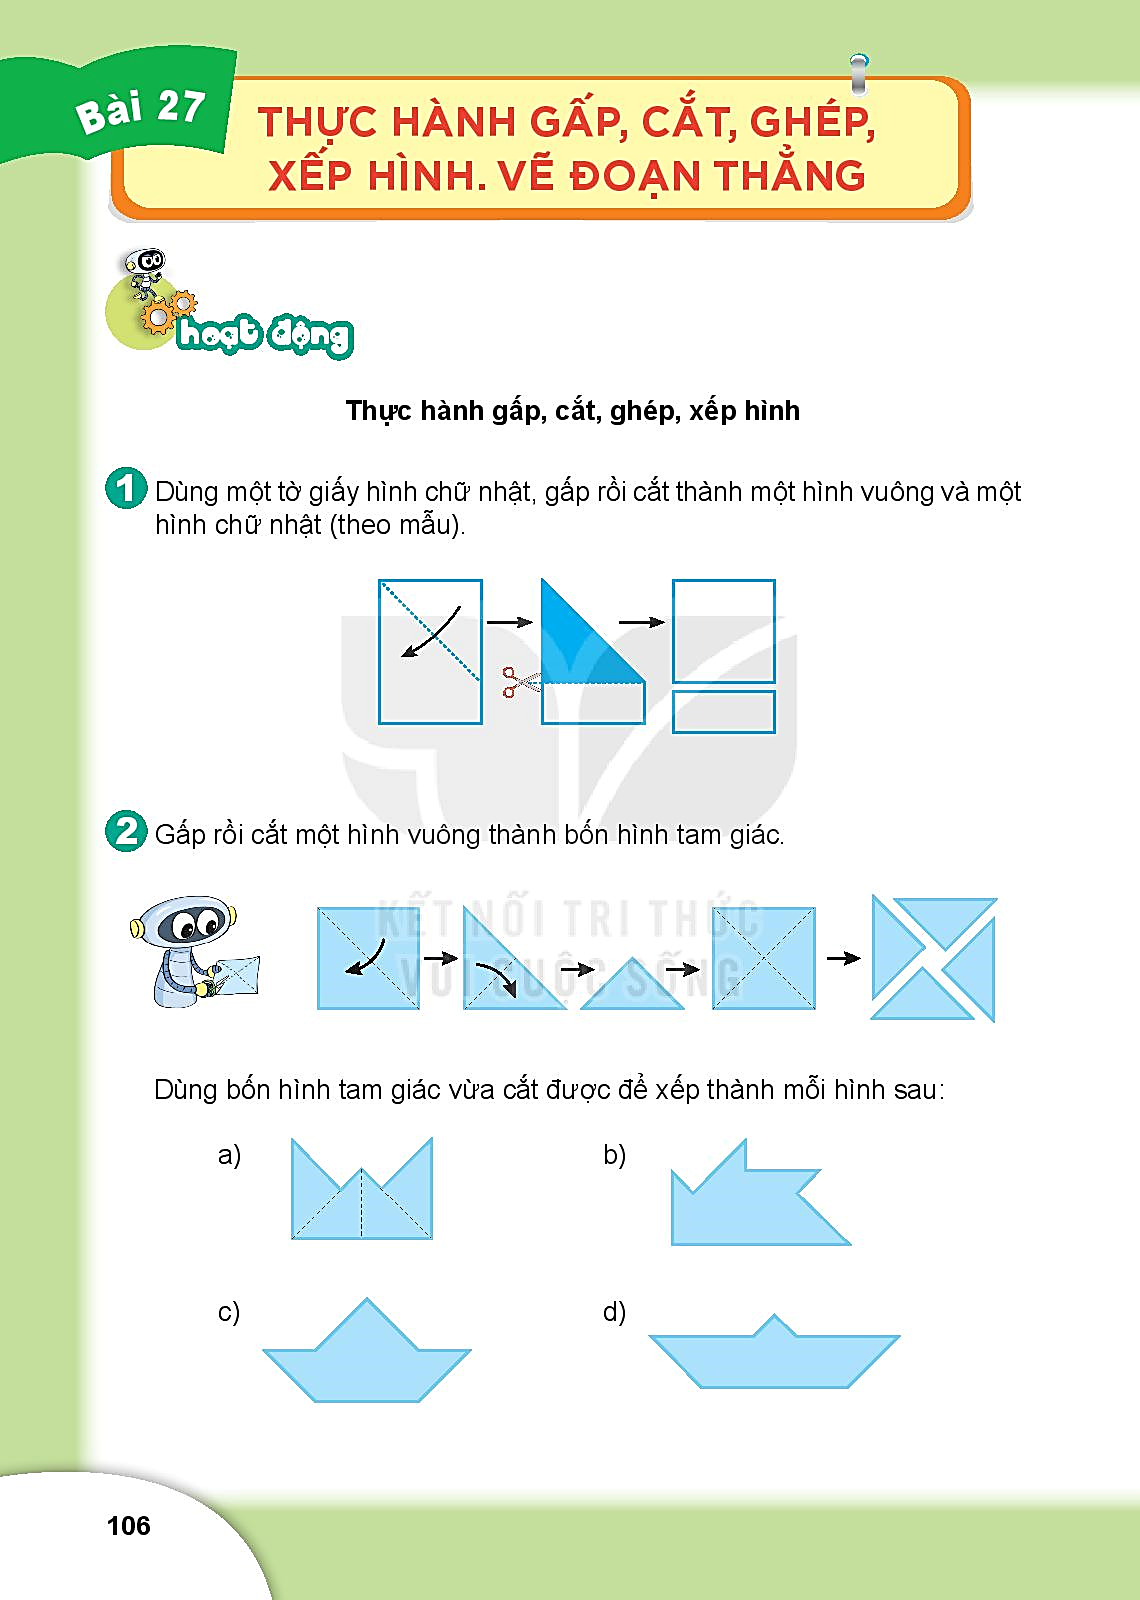 Bài 27
THỰC HÀNH GẤP, CẮT, GHÉP,
XẾP HÌNH. VẼ ĐOẠN THẲNG
hoạt động
Thực hành gấp, cắt, ghép, xếp hình
1 Dùng một tờ giấy hình chữ nhật, gấp rồi cắt thành một hình vuông và một
hình chữ nhật (theo mẫu).
2 Gấp rồi cắt một hình vuông thành bốn hình tam giác.
KẾT NỐI TRI THỨC
VỚI CUỘC SỐNG
Dùng bốn hình tam giác vừa cắt được để xếp thành mỗi hình sau:
a)
b)
c)
d)
106